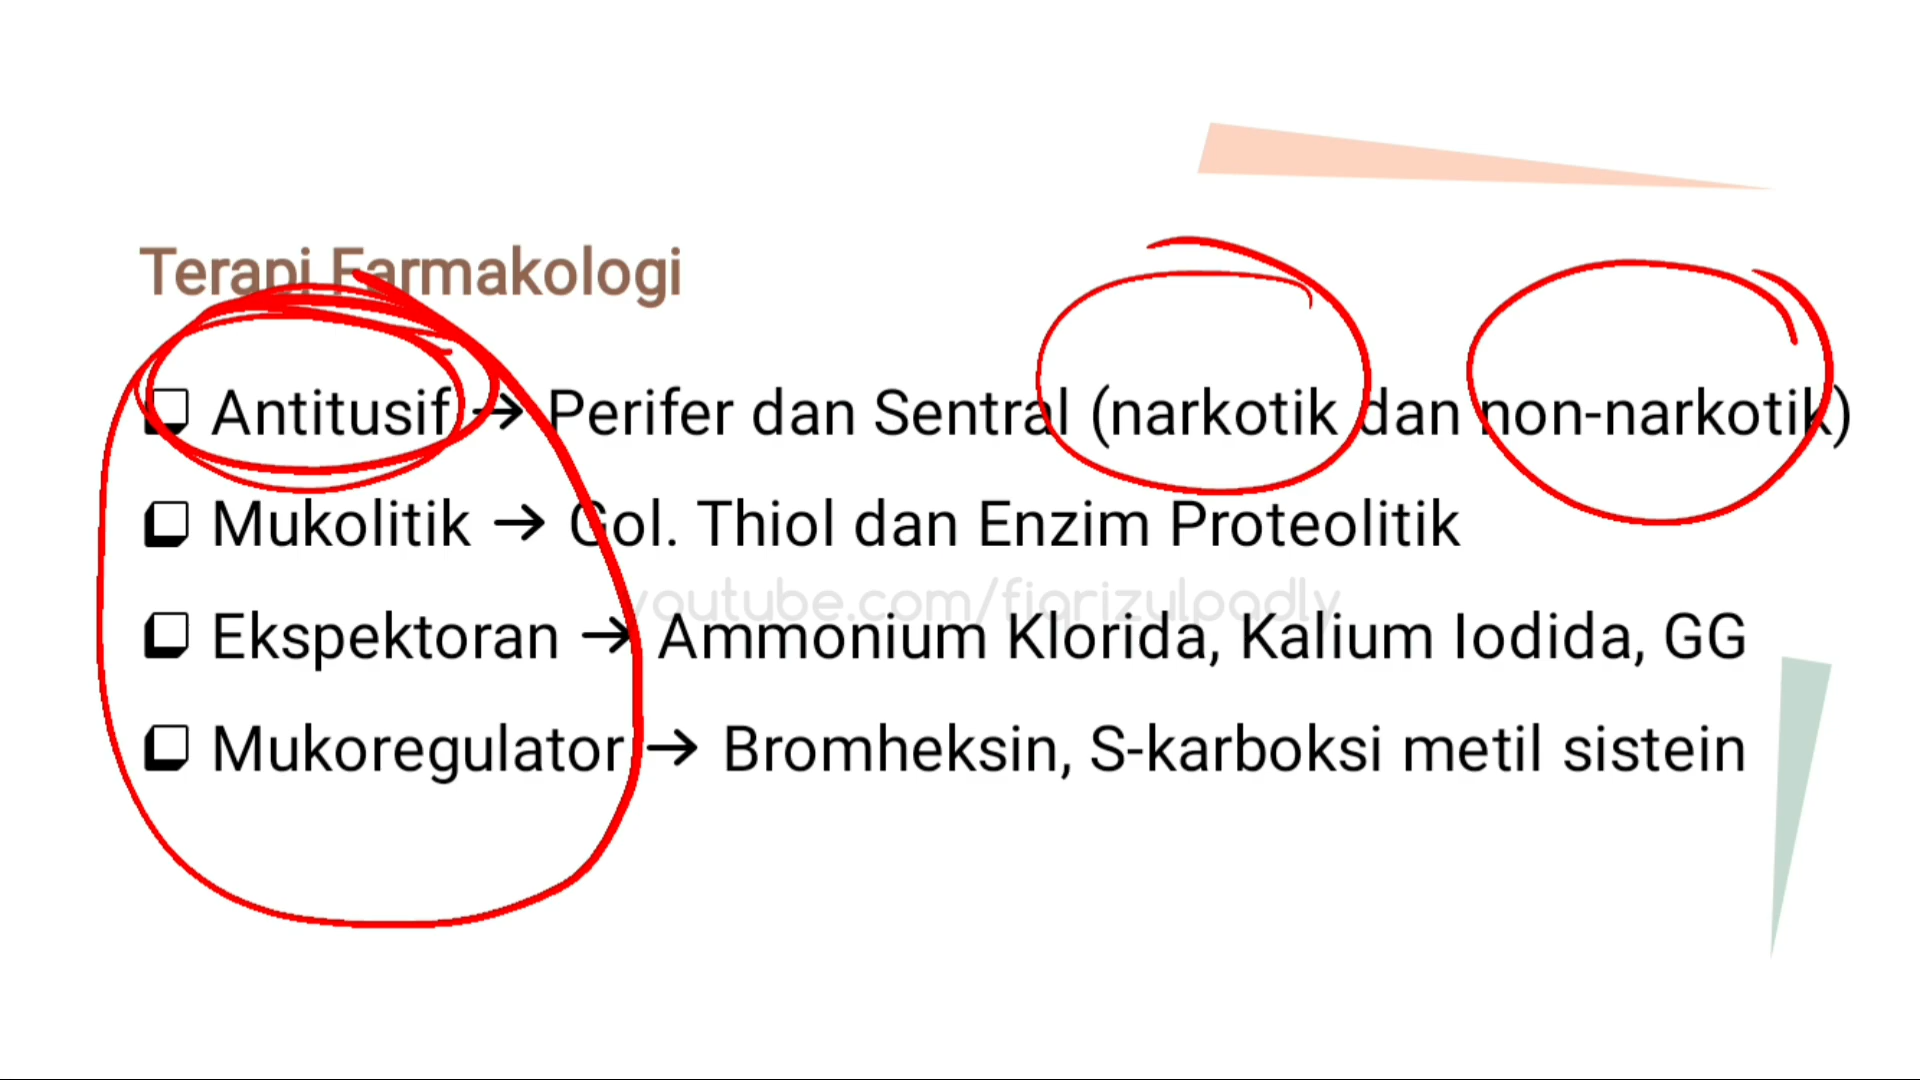 Terapi Farmakologi
❏ Antitusif → Perifer dan Sentral (narkotik dan non-narkotik)
❏ Mukolitik → Gol. Thiol dan Enzim Proteolitik
youtube.com/fiqrizulpadly
❏ Ekspektoran → Ammonium Klorida, Kalium Iodida, GG
❏ Mukoregulator → Bromheksin, S-karboksi metil sistein